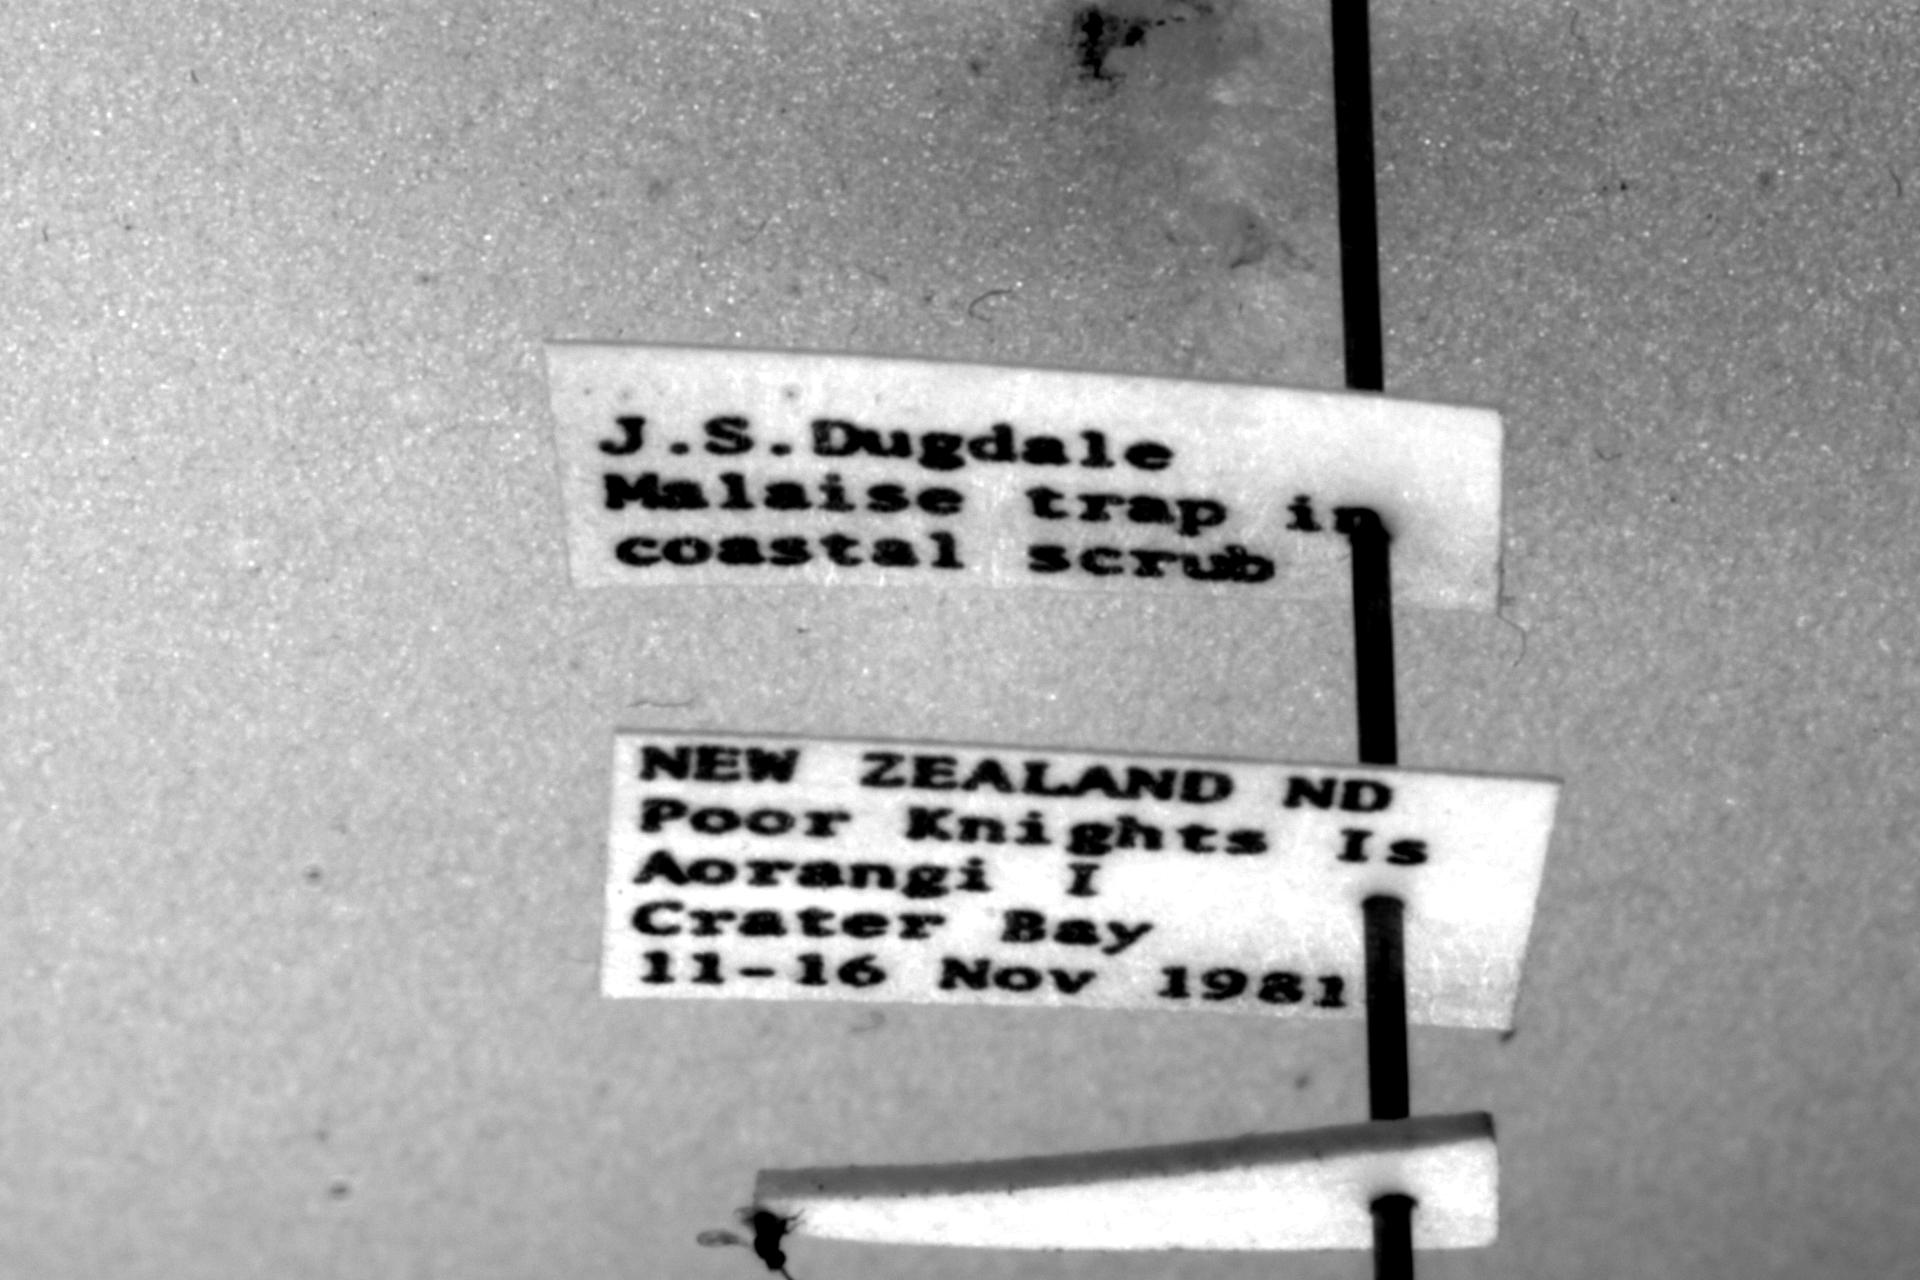 J.S.Dugdale
Malaise trap in
coastal scrub
NEW ZEALAND ND
Poor Knights Is
Aorangi I
Crater Bay
11-16 Nov 1981